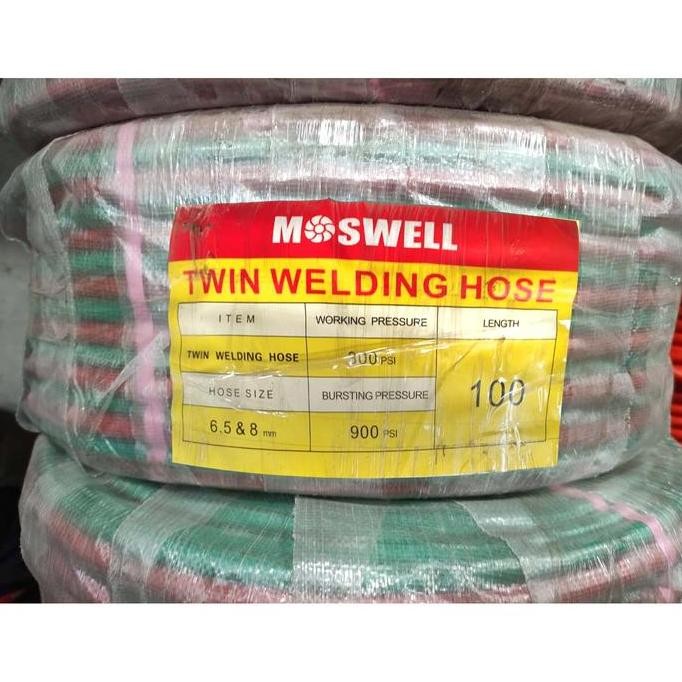 MOSWELL
TWIN WELDING HOSE
ITEM WORKING PRESSURE LENGTH
TWIN WELDING HOSE 300 PSI
100
HOSE SIZE BURSTING PRESSURE
6.5 & 8 mm 900 PSI